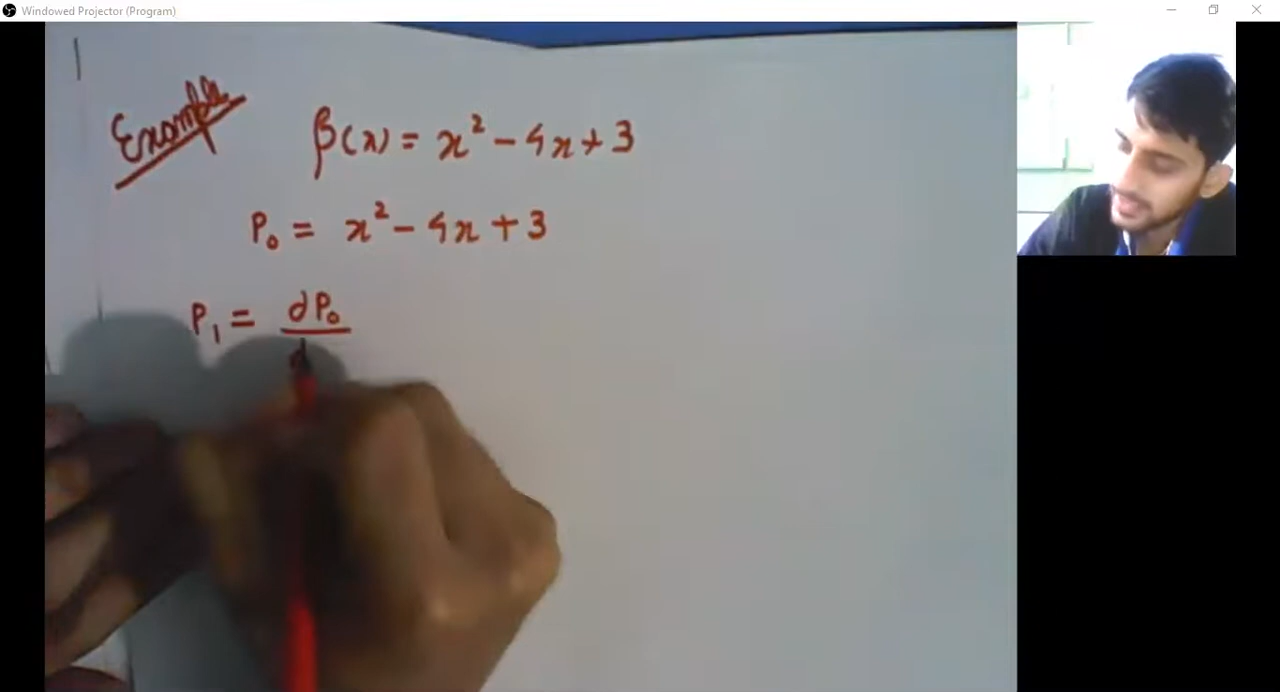 Windowed Projector (Program)
Example
β(x) = x² - 4x + 3
P₀ = x² - 4x + 3
P₁ = dP₀